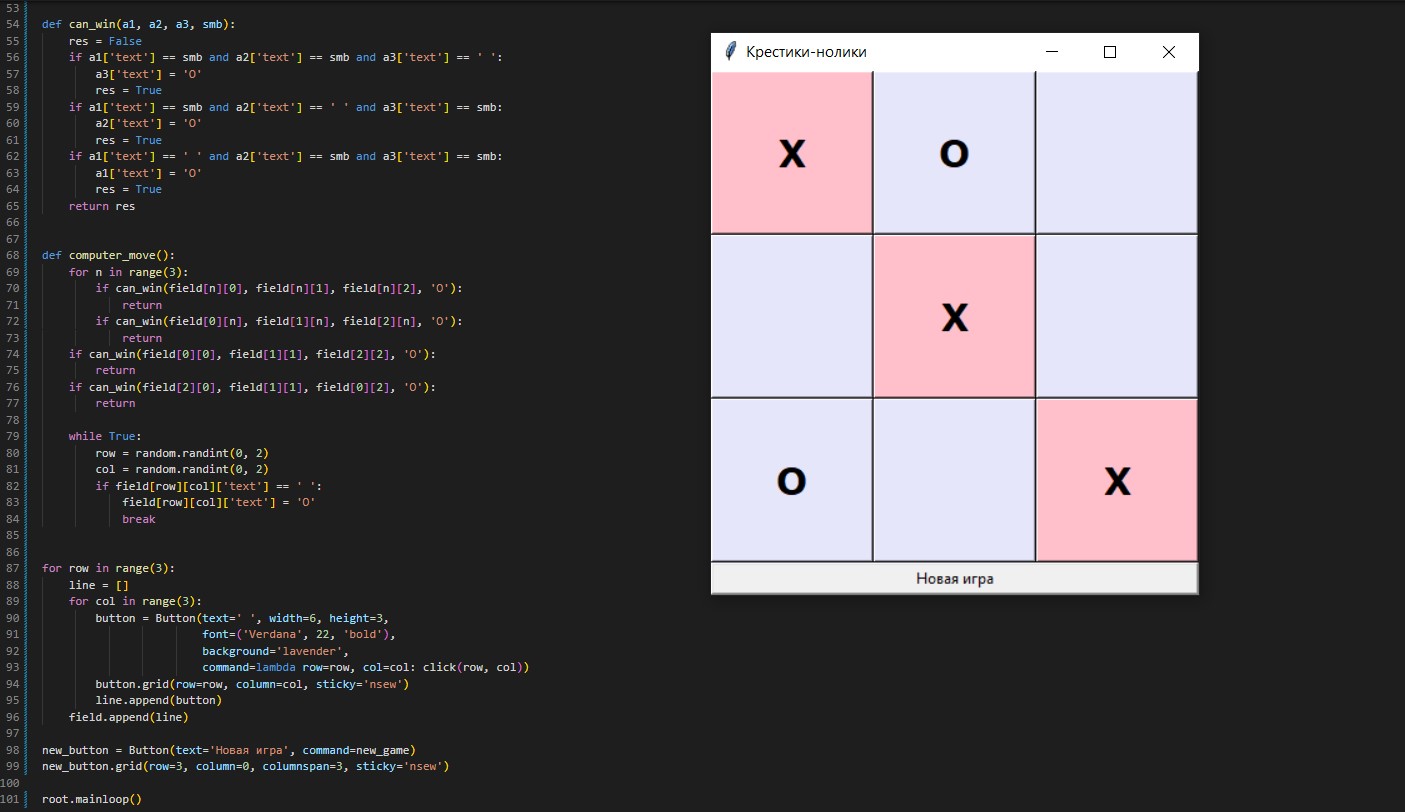 53
54 def can_win(a1, a2, a3, smb):
55     res = False
56     if a1['text'] == smb and a2['text'] == smb and a3['text'] == ' ':
57         a3['text'] = 'O'
58         res = True
59     if a1['text'] == smb and a2['text'] == ' ' and a3['text'] == smb:
60         a2['text'] = 'O'
61         res = True
62     if a1['text'] == ' ' and a2['text'] == smb and a3['text'] == smb:
63         a1['text'] = 'O'
64         res = True
65     return res
66
67
68 def computer_move():
69     for n in range(3):
70         if can_win(field[n][0], field[n][1], field[n][2], 'O'):
71             return
72         if can_win(field[0][n], field[1][n], field[2][n], 'O'):
73             return
74     if can_win(field[0][0], field[1][1], field[2][2], 'O'):
75         return
76     if can_win(field[2][0], field[1][1], field[0][2], 'O'):
77         return
78
79     while True:
80         row = random.randint(0, 2)
81         col = random.randint(0, 2)
82         if field[row][col]['text'] == ' ':
83             field[row][col]['text'] = 'O'
84             break
85
86
87 for row in range(3):
88     line = []
89     for col in range(3):
90         button = Button(text=' ', width=6, height=3,
91                         font=('Verdana', 22, 'bold'),
92                         background='lavender',
93                         command=lambda row=row, col=col: click(row, col))
94         button.grid(row=row, column=col, sticky='nsew')
95         line.append(button)
96     field.append(line)
97
98 new_button = Button(text='Новая игра', command=new_game)
99 new_button.grid(row=3, column=0, columnspan=3, sticky='nsew')
100
101 root.mainloop()
Крестики-нолики
X O
X
O X
Новая игра